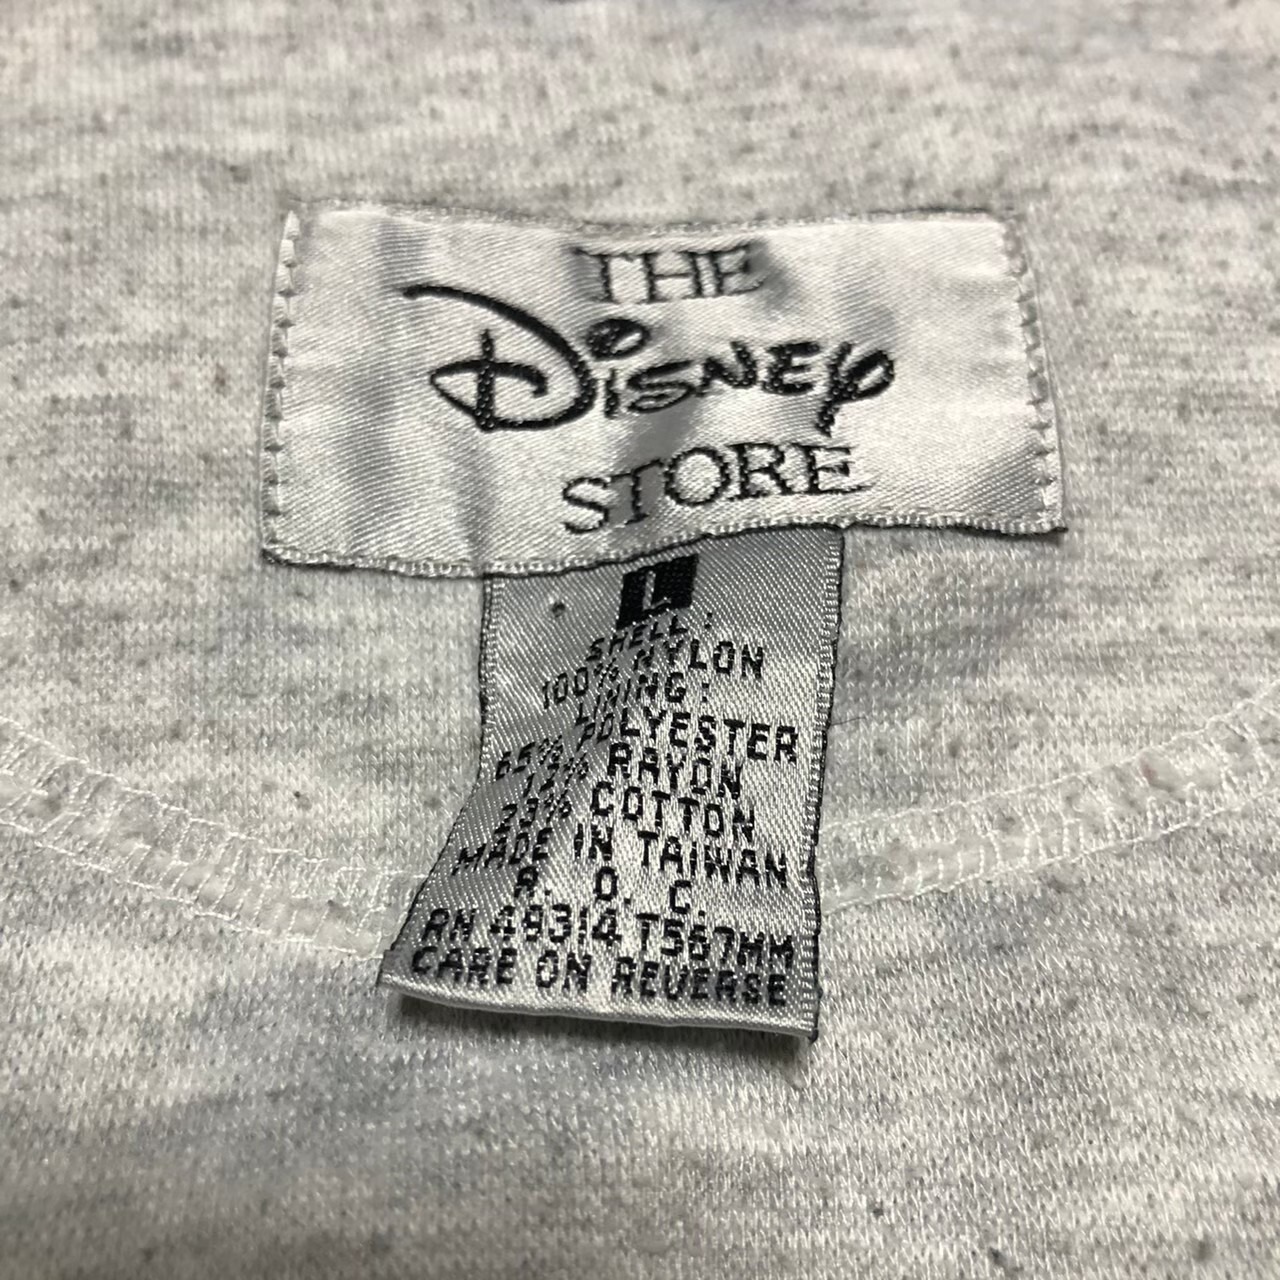 THE
Disney
STORE
L
SHELL:
100% NYLON
LINING:
65% POLYESTER
12% RAYON
23% COTTON
MADE IN TAIWAN
R. O. C.
RN 49314 T567MM
CARE ON REVERSE